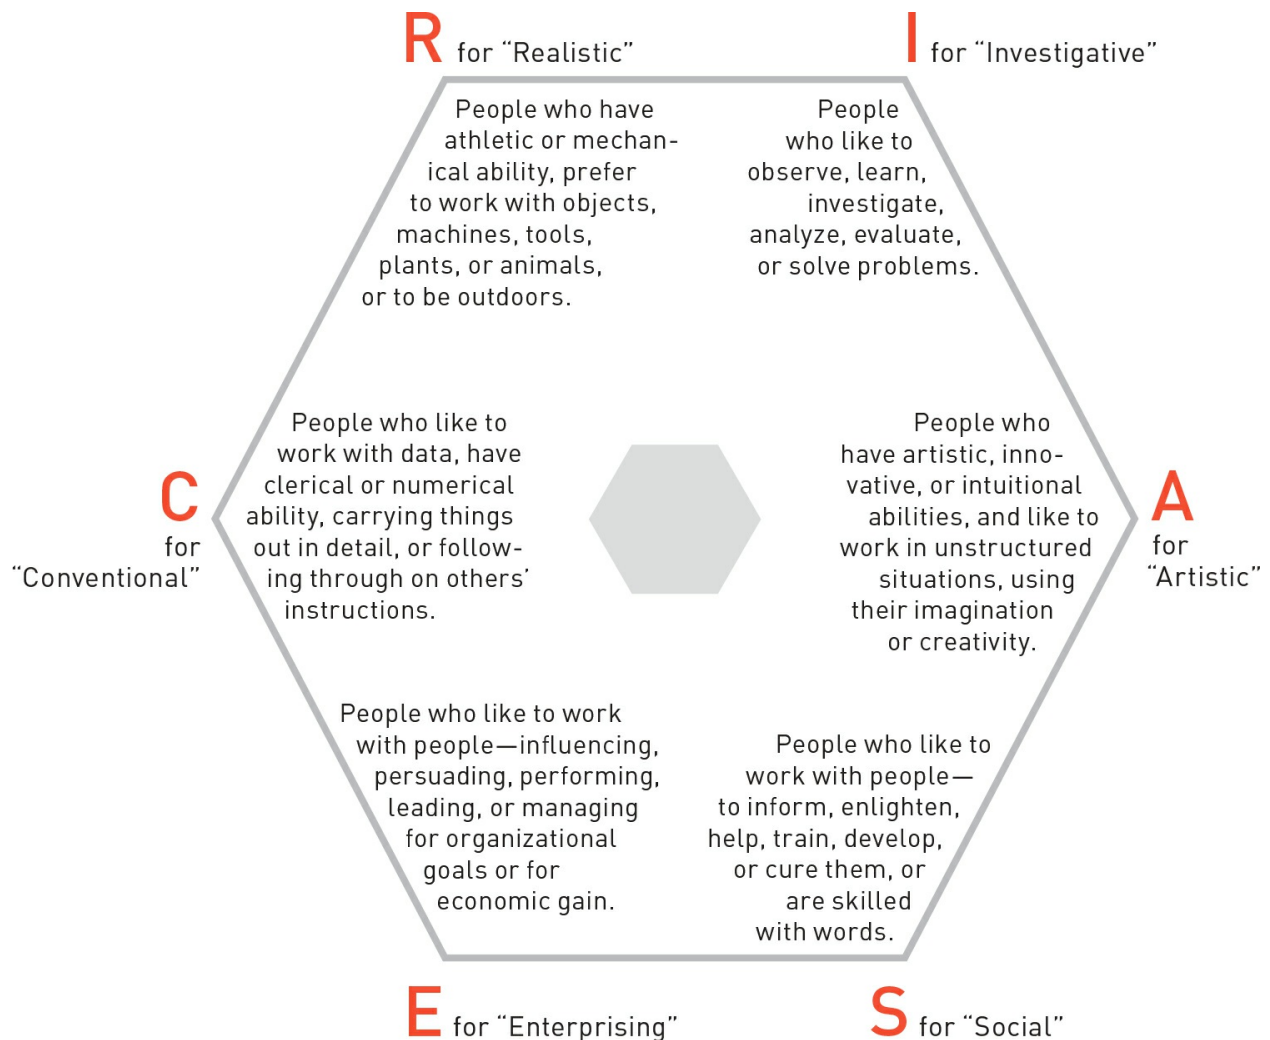 R for “Realistic”
People who have
athletic or mechan-
ical ability, prefer
to work with objects,
machines, tools,
plants, or animals,
or to be outdoors.
I for “Investigative”
People
who like to
observe, learn,
investigate,
analyze, evaluate,
or solve problems.
C
for
“Conventional”
People who like to
work with data, have
clerical or numerical
ability, carrying things
out in detail, or follow-
ing through on others’
instructions.
People who
have artistic, inno-
vative, or intuitional
abilities, and like to
work in unstructured
situations, using
their imagination
or creativity.
A
for
“Artistic”
People who like to work
with people—influencing,
persuading, performing,
leading, or managing
for organizational
goals or for
economic gain.
E for “Enterprising”
People who like to
work with people—
to inform, enlighten,
help, train, develop,
or cure them, or
are skilled
with words.
S for “Social”